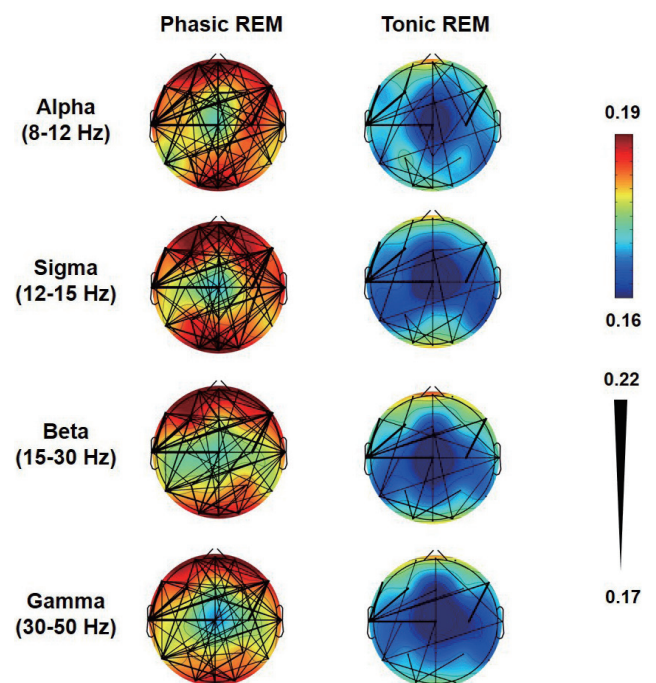 Phasic REM Tonic REM
Alpha
(8-12 Hz)
0.19
Sigma
(12-15 Hz)
0.16
0.22
Beta
(15-30 Hz)
0.17
Gamma
(30-50 Hz)